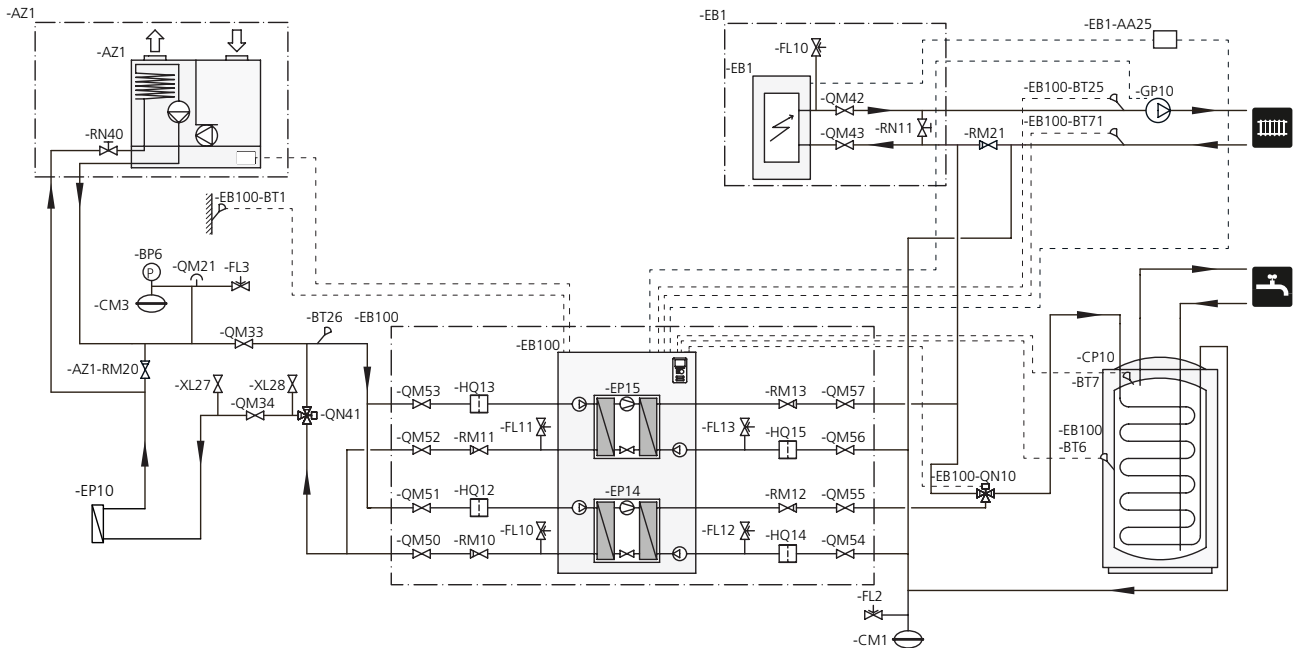 -AZ1
-EB1
-EB1-AA25
-AZ1
-FL10
-EB1
-QM42
-EB100-BT25
-GP10
-RN40
-QM43
-RN11
-RM21
-EB100-BT71
-EB100-BT1
-BP6
P
-QM21
-FL3
-CM3
-QM33
-BT26
-EB100
-EB100
-AZ1-RM20
-XL27
-XL28
-QM34
-QN41
-QM53
-HQ13
-EP15
-RM13
-QM57
-CP10
-BT7
-QM52
-RM11
-FL11
-FL13
-HQ15
-QM56
-EB100
-BT6
-EB100-QN10
-EP10
-QM51
-HQ12
-EP14
-RM12
-QM55
-QM50
-RM10
-FL10
-FL12
-HQ14
-QM54
-FL2
-CM1